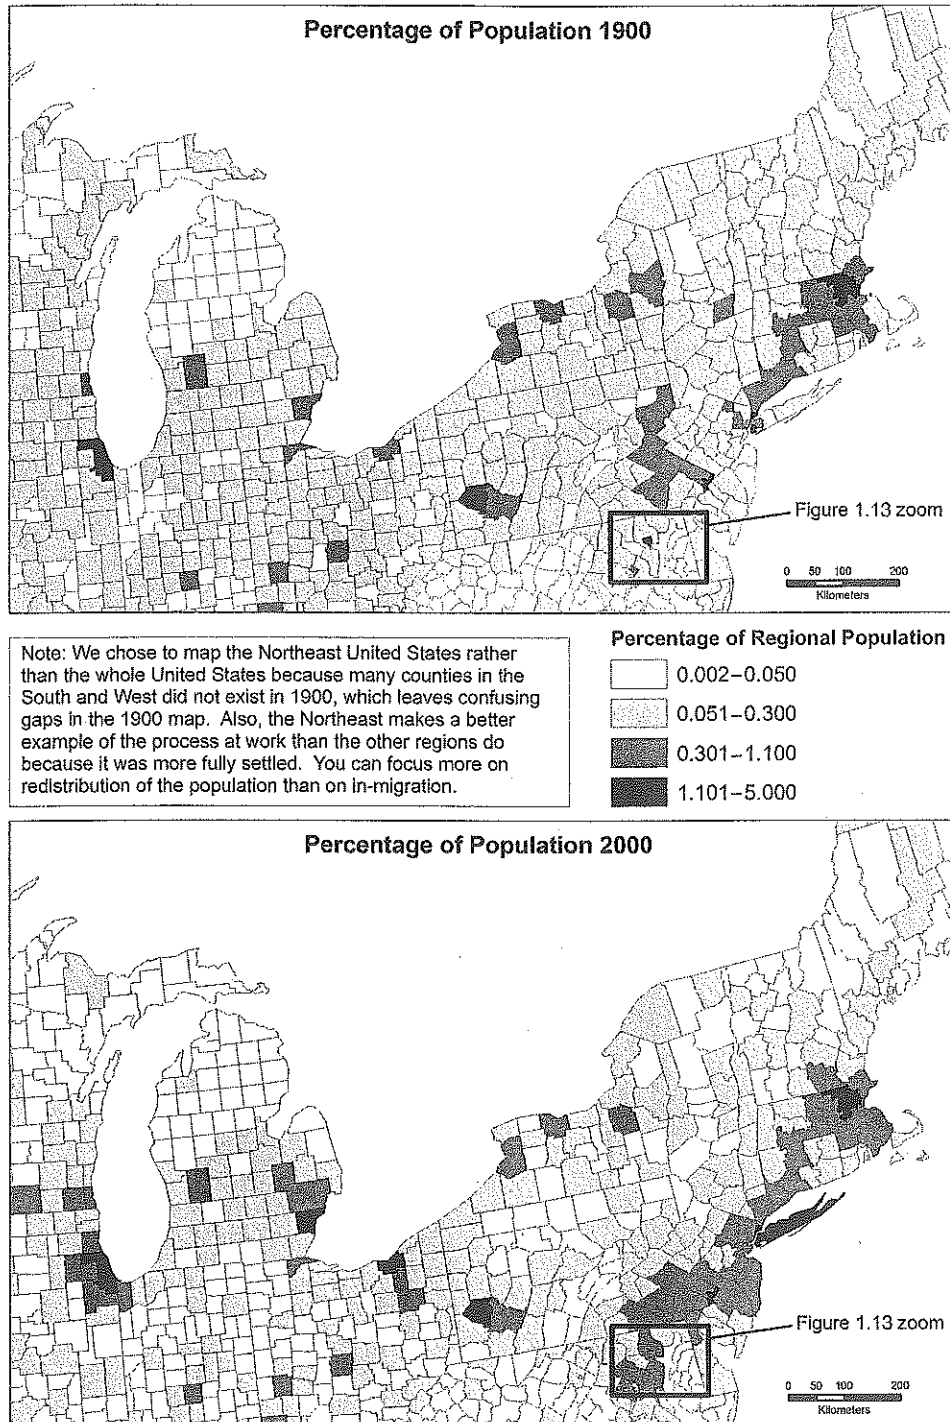 Percentage of Population 1900
Figure 1.13 zoom
0 50 100 200
Kilometers
Note: We chose to map the Northeast United States rather
than the whole United States because many counties in the
South and West did not exist in 1900, which leaves confusing
gaps in the 1900 map. Also, the Northeast makes a better
example of the process at work than the other regions do
because it was more fully settled. You can focus more on
redistribution of the population than on in-migration.
Percentage of Regional Population
0.002–0.050
0.051–0.300
0.301–1.100
1.101–5.000
Percentage of Population 2000
Figure 1.13 zoom
0 50 100 200
Kilometers